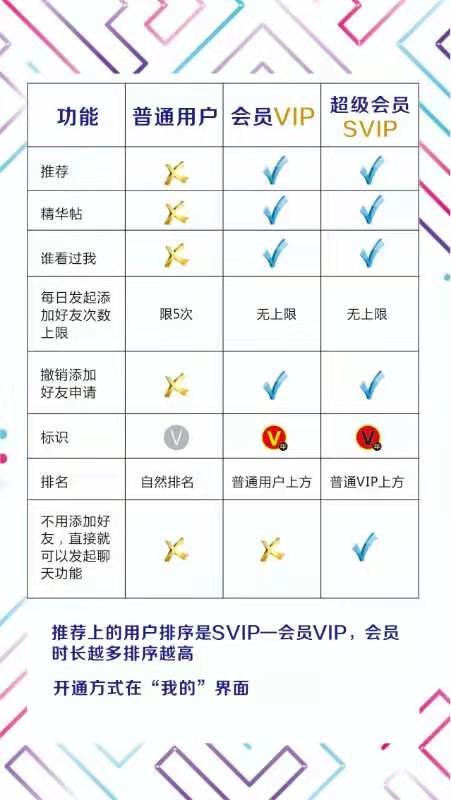 功能 普通用户 会员VIP 超级会员
SVIP
推荐
精华帖
谁看过我
每日发起添
加好友次数
上限
限5次 无上限 无上限
撤销添加
好友申请
标识 V V 年 V 年
排名 自然排名 普通用户上方 普通VIP上方
不用添加好
友，直接就
可以发起聊
天功能
推荐上的用户排序是SVIP—会员VIP，会员
时长越多排序越高
开通方式在“我的”界面